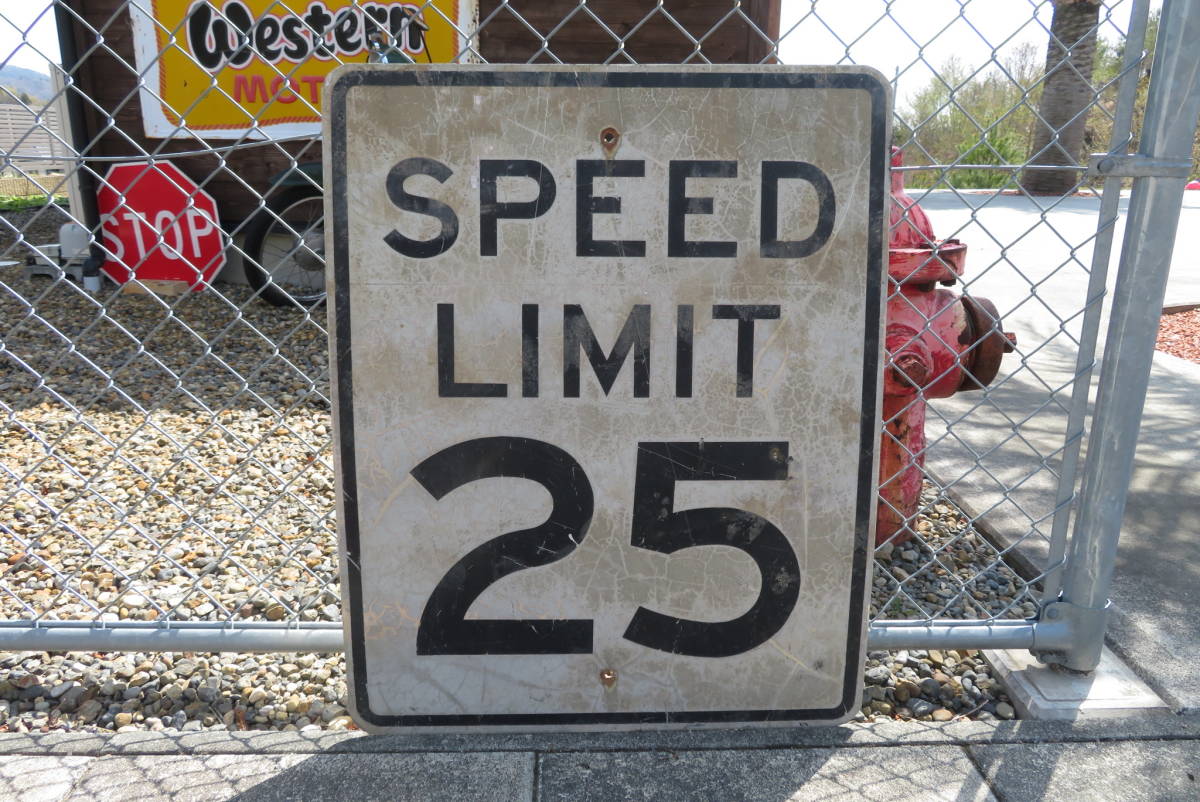 Western
MOT
STOP
SPEED
LIMIT
25